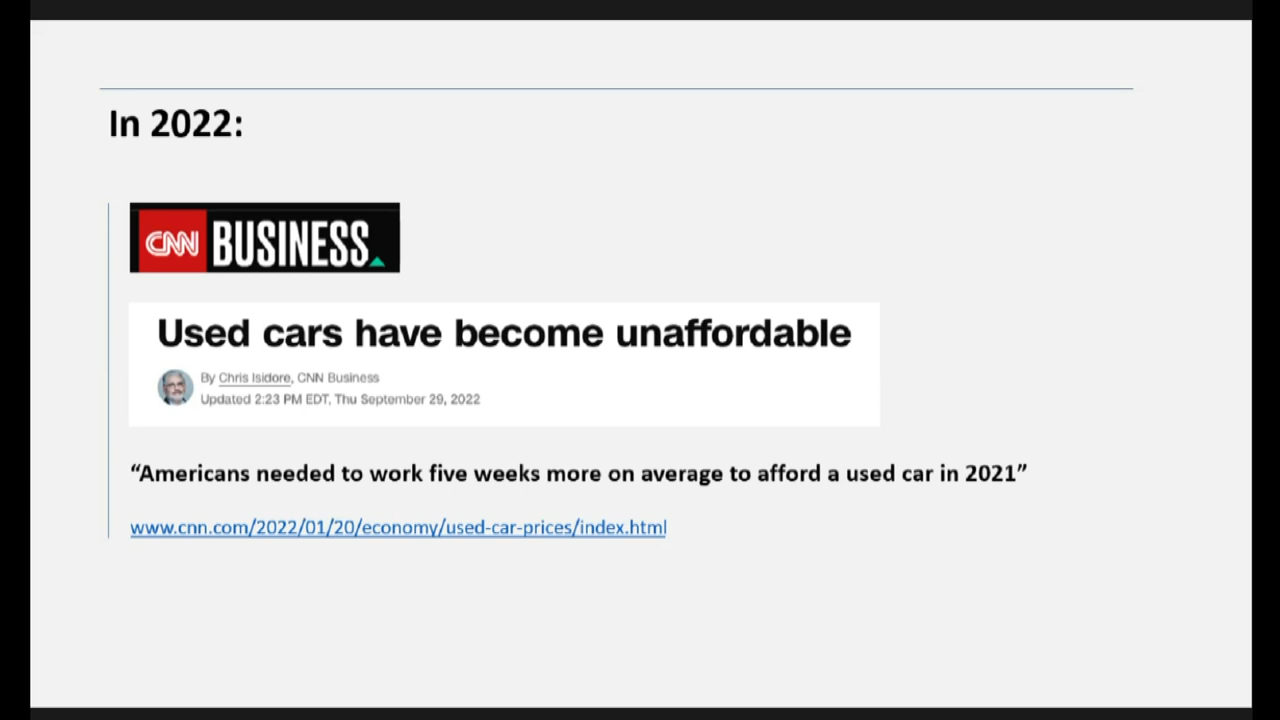 In 2022:
CNN BUSINESS
Used cars have become unaffordable
By Chris Isidore, CNN Business
Updated 2:23 PM EDT, Thu September 29, 2022
“Americans needed to work five weeks more on average to afford a used car in 2021”
www.cnn.com/2022/01/20/economy/used-car-prices/index.html